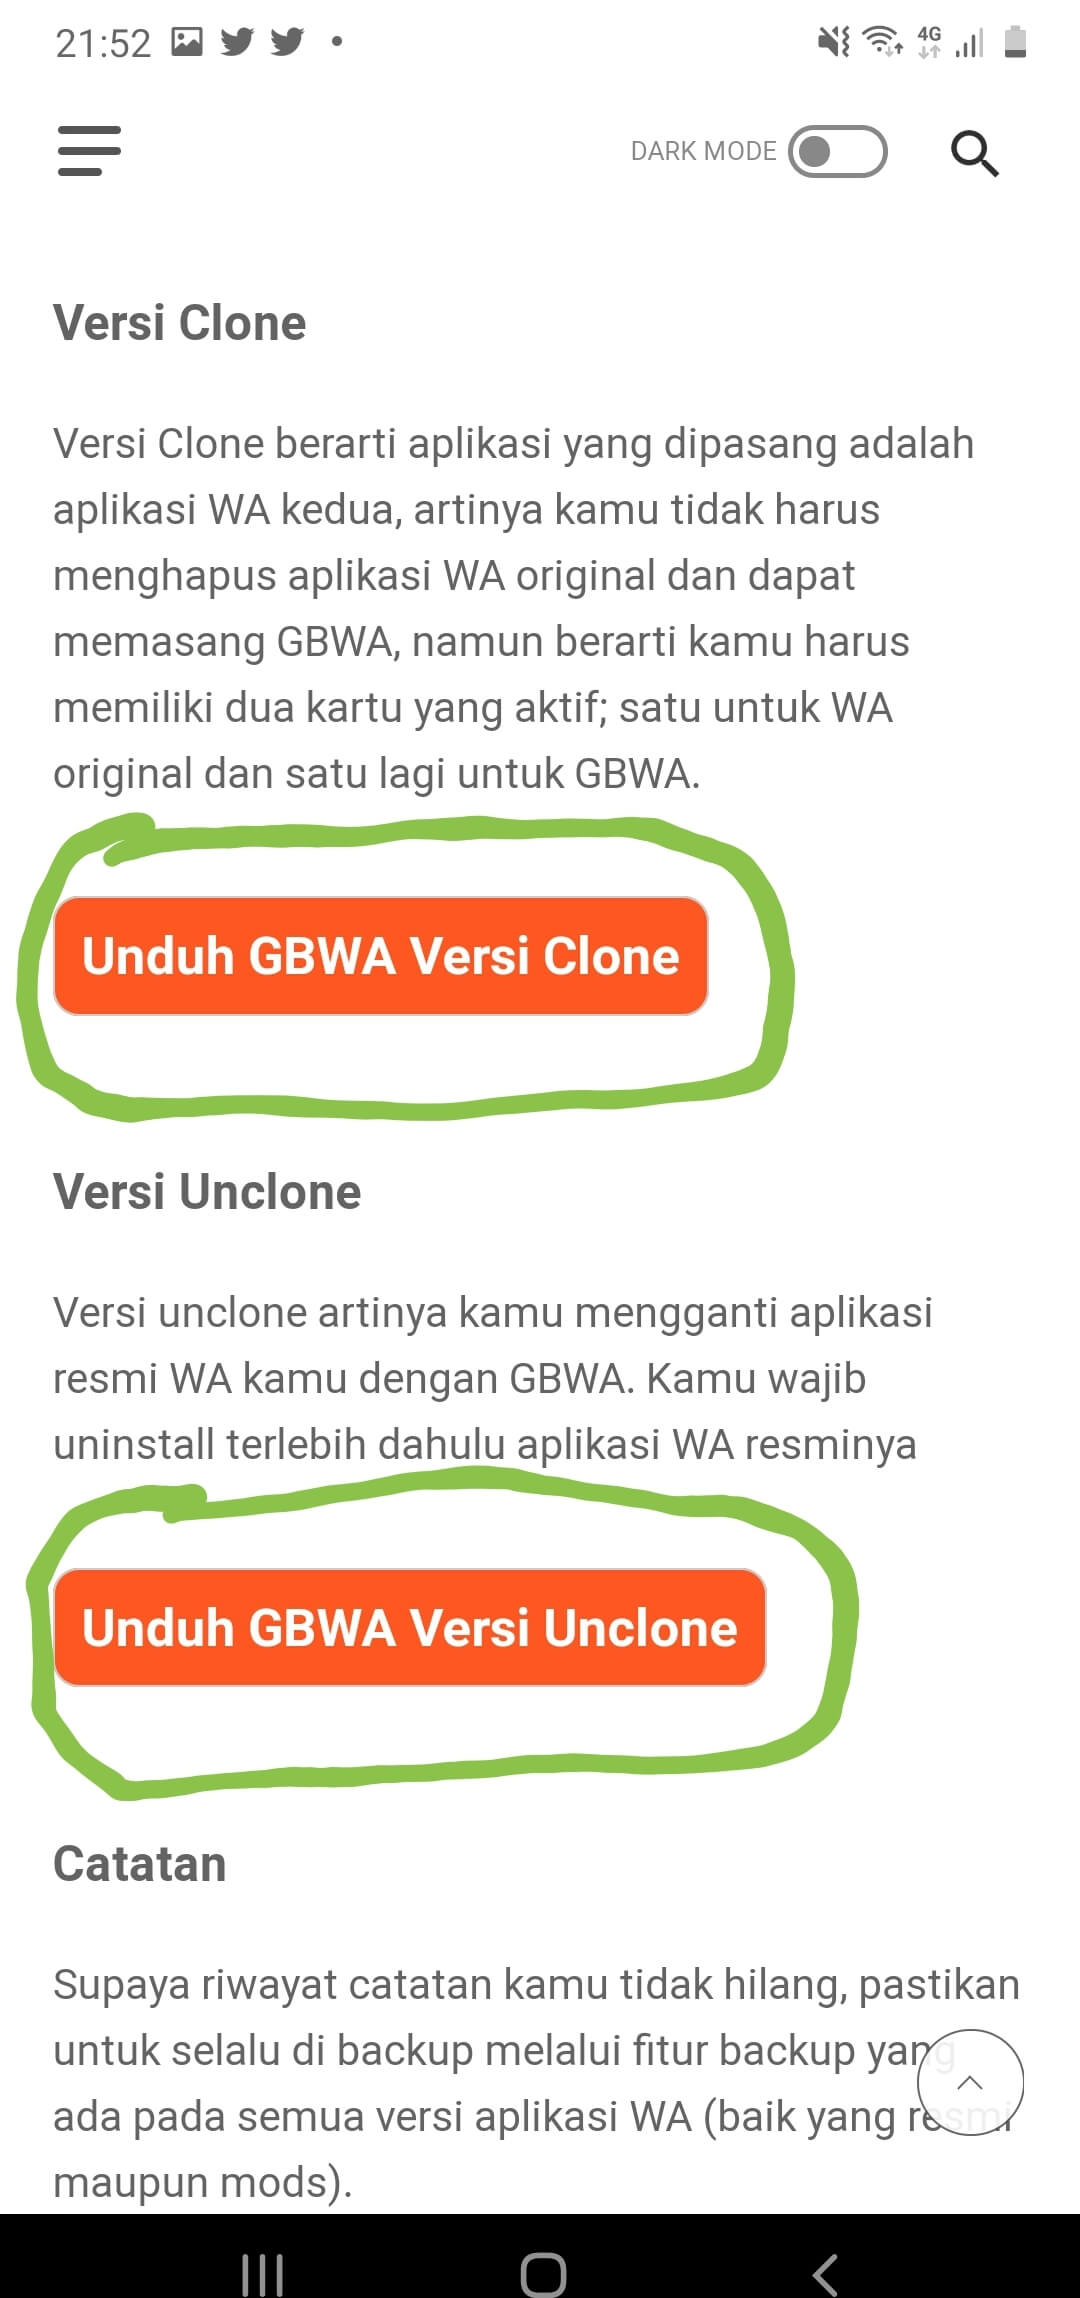 21:52
4G
DARK MODE
Versi Clone
Versi Clone berarti aplikasi yang dipasang adalah
aplikasi WA kedua, artinya kamu tidak harus
menghapus aplikasi WA original dan dapat
memasang GBWA, namun berarti kamu harus
memiliki dua kartu yang aktif; satu untuk WA
original dan satu lagi untuk GBWA.
Unduh GBWA Versi Clone
Versi Unclone
Versi unclone artinya kamu mengganti aplikasi
resmi WA kamu dengan GBWA. Kamu wajib
uninstall terlebih dahulu aplikasi WA resminya
Unduh GBWA Versi Unclone
Catatan
Supaya riwayat catatan kamu tidak hilang, pastikan
untuk selalu di backup melalui fitur backup yang
ada pada semua versi aplikasi WA (baik yang resmi
maupun mods).